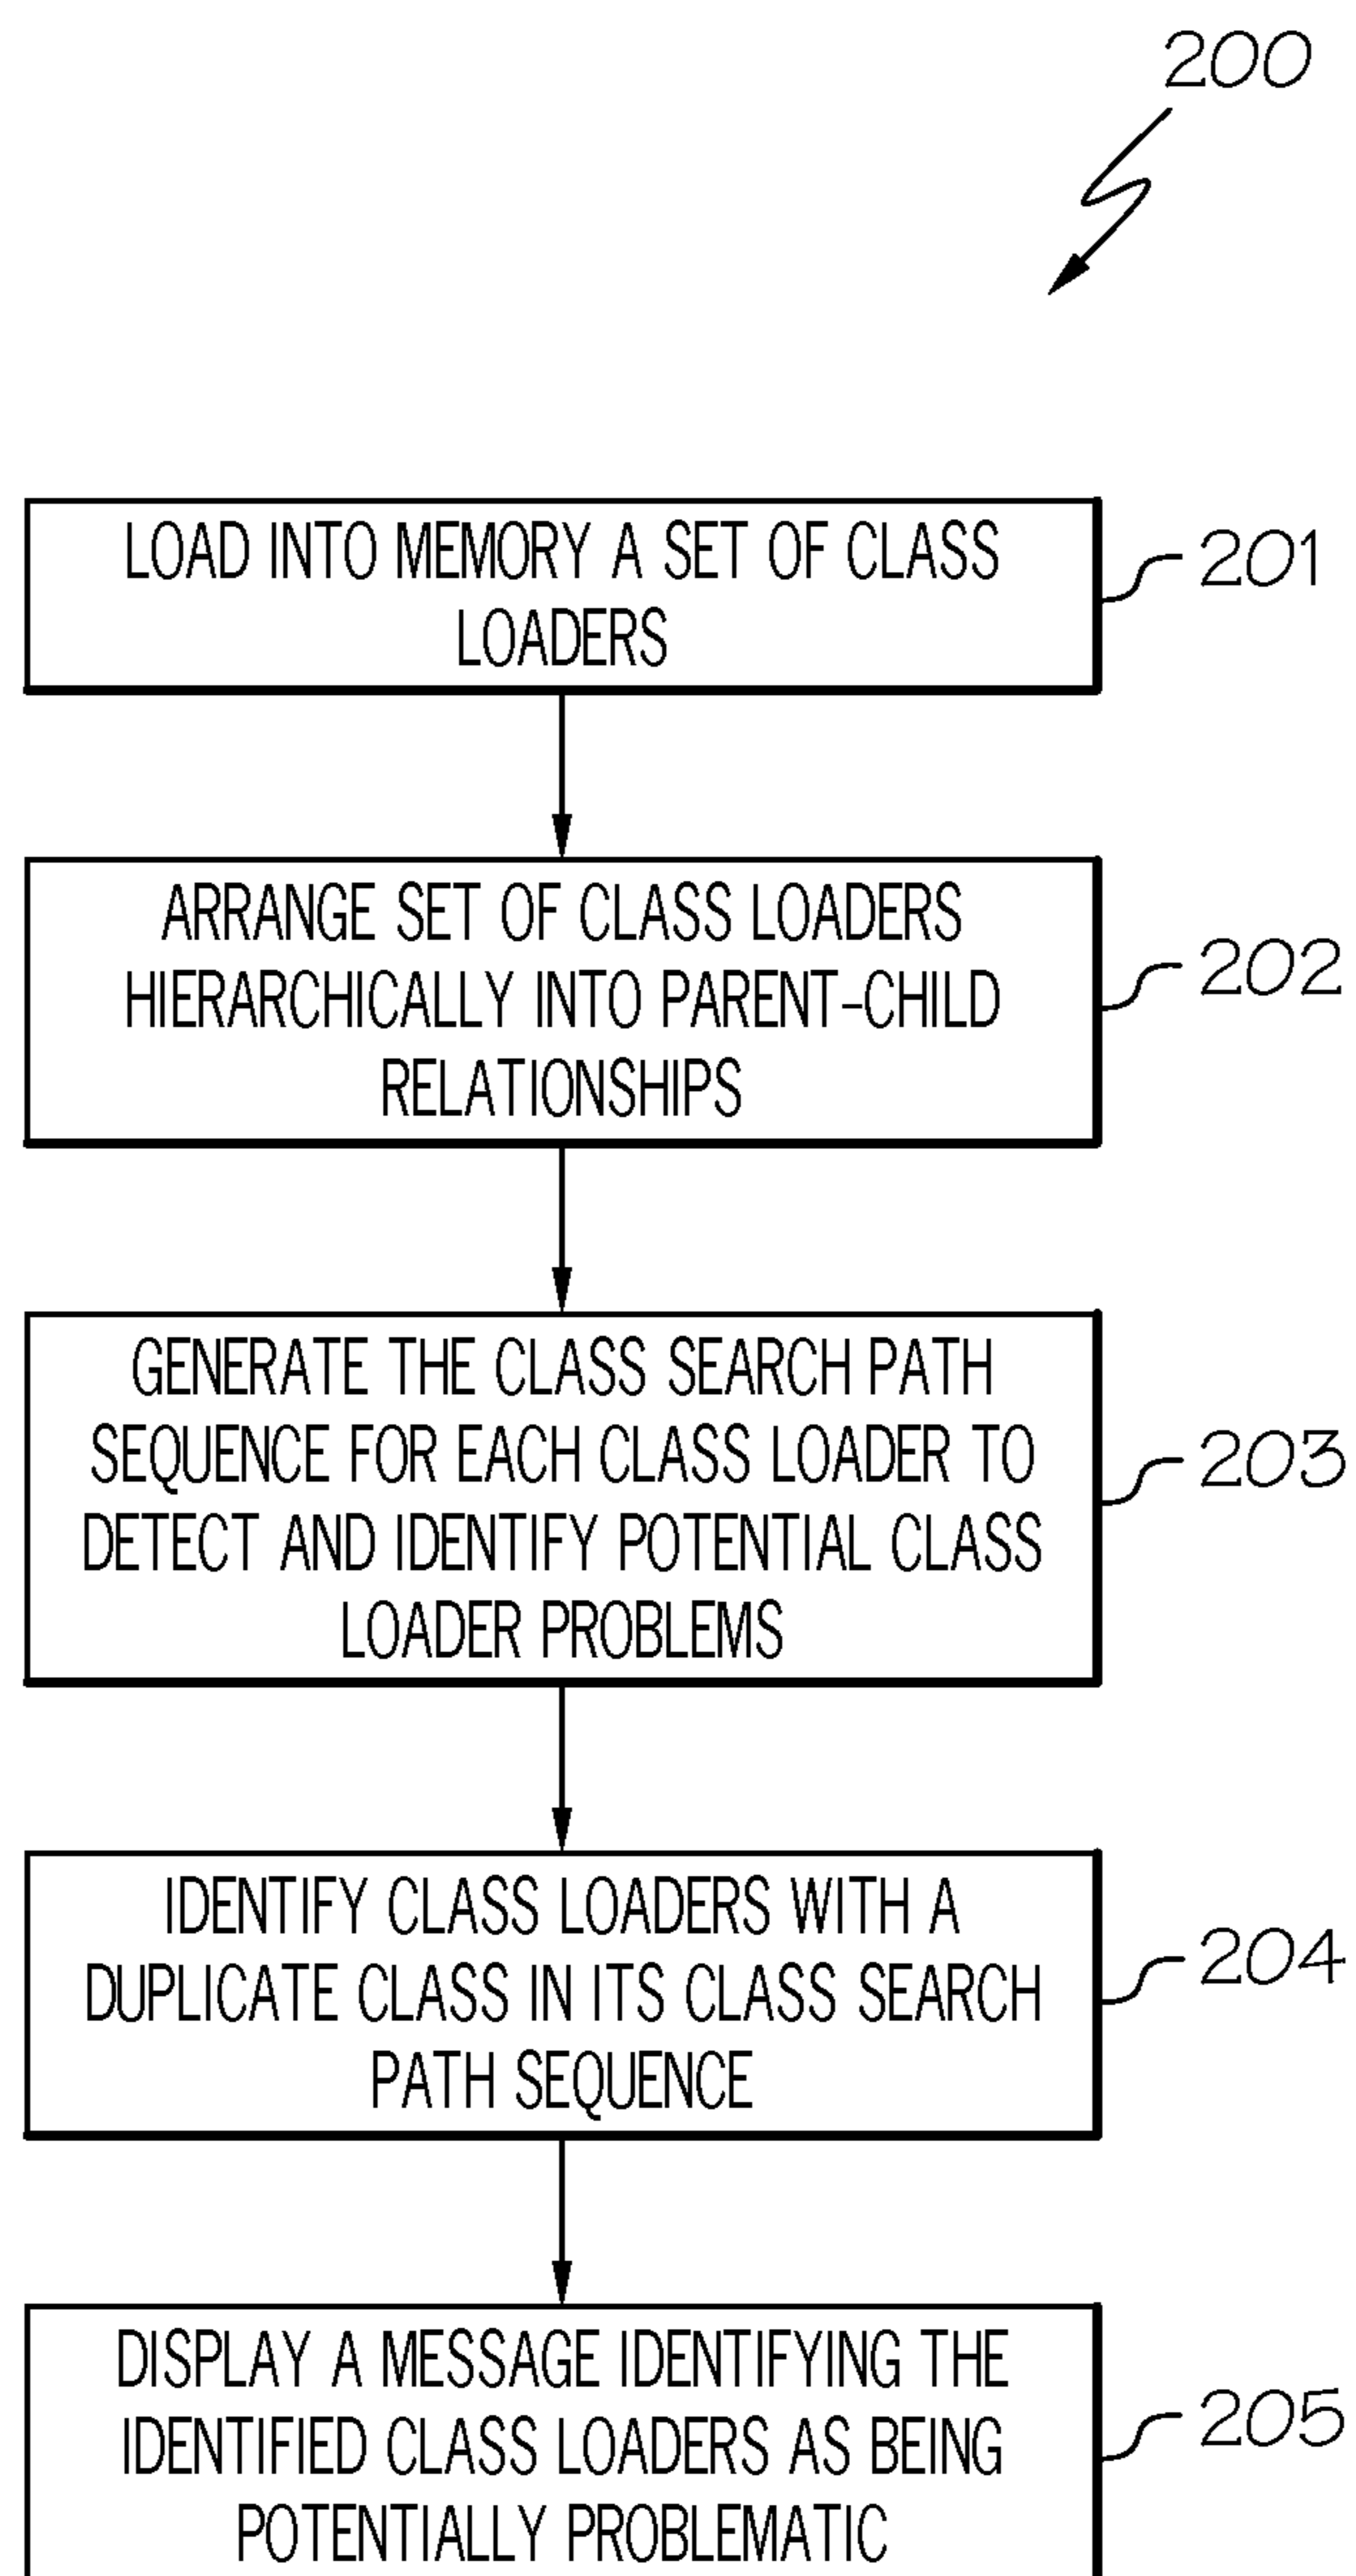 200
LOAD INTO MEMORY A SET OF CLASS
LOADERS
201
ARRANGE SET OF CLASS LOADERS
HIERARCHICALLY INTO PARENT-CHILD
RELATIONSHIPS
202
GENERATE THE CLASS SEARCH PATH
SEQUENCE FOR EACH CLASS LOADER TO
DETECT AND IDENTIFY POTENTIAL CLASS
LOADER PROBLEMS
203
IDENTIFY CLASS LOADERS WITH A
DUPLICATE CLASS IN ITS CLASS SEARCH
PATH SEQUENCE
204
DISPLAY A MESSAGE IDENTIFYING THE
IDENTIFIED CLASS LOADERS AS BEING
POTENTIALLY PROBLEMATIC
205